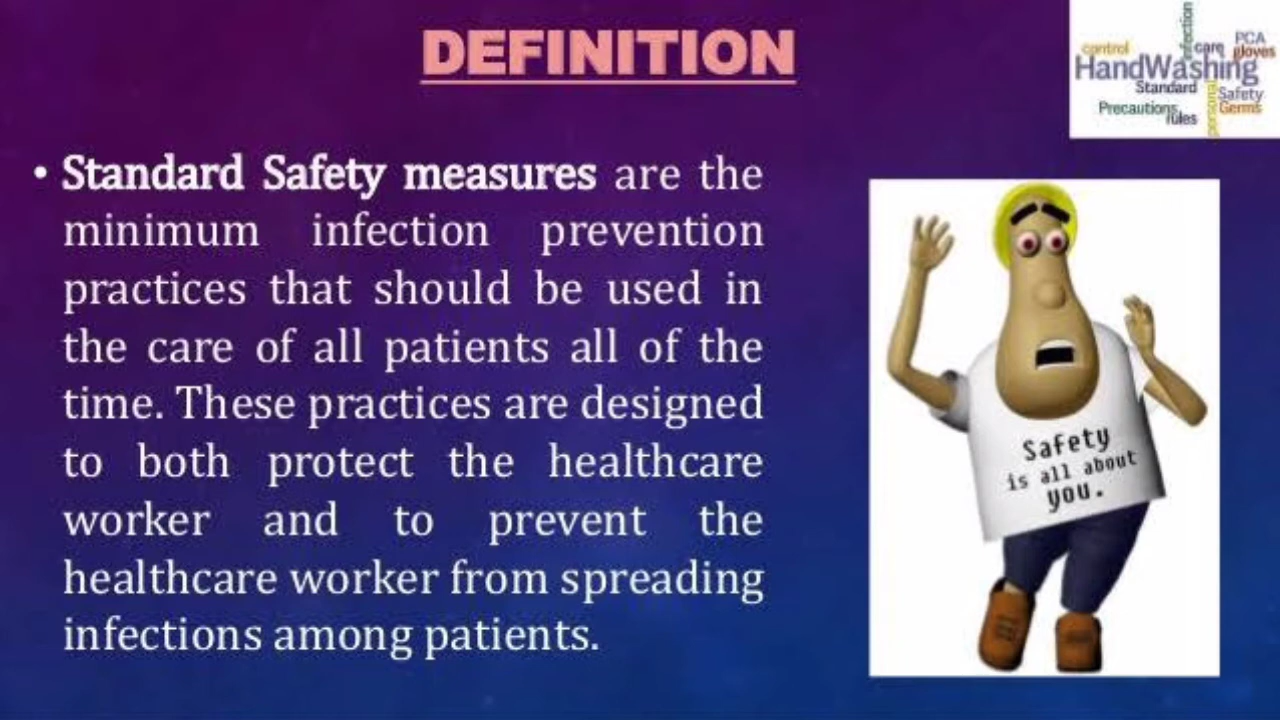 DEFINITION
control
infection
care
PCA
gloves
HandWashing
Standard
Safety
Precautions
rules
personal
Germs
• Standard Safety measures are the
minimum infection prevention
practices that should be used in
the care of all patients all of the
time. These practices are designed
to both protect the healthcare
worker and to prevent the
healthcare worker from spreading
infections among patients.
Safety
is all about
you.